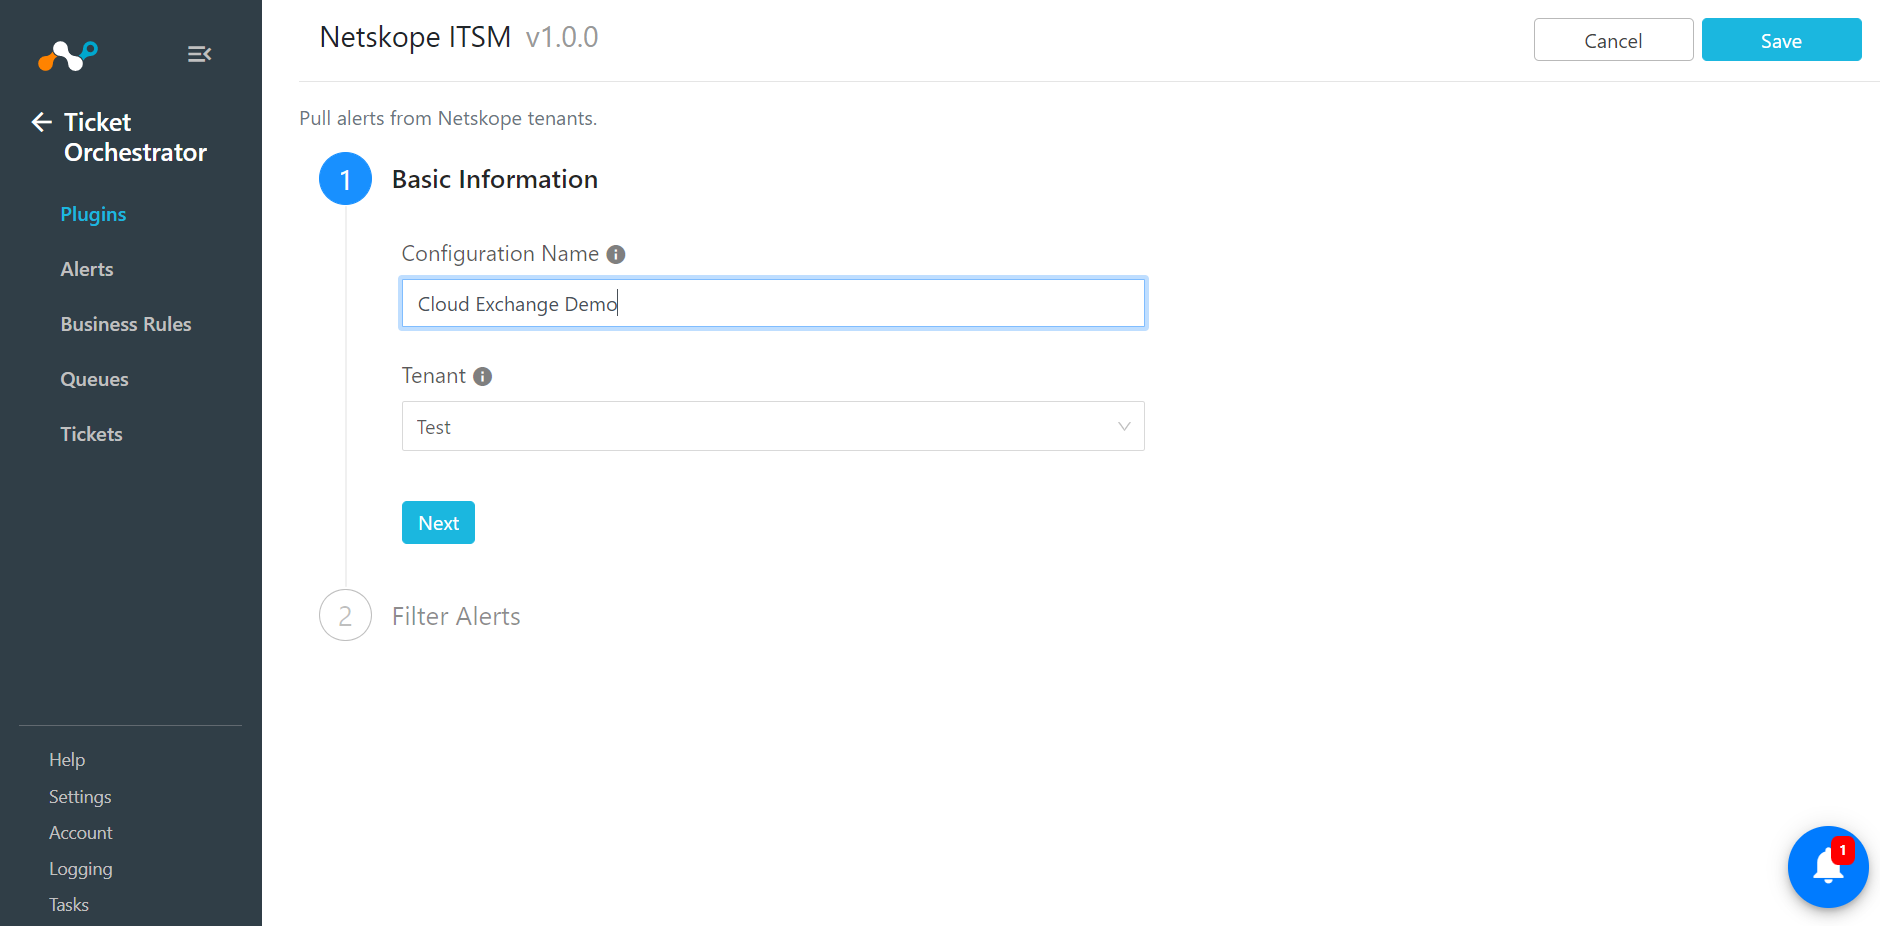 Ticket
Orchestrator
Plugins
Alerts
Business Rules
Queues
Tickets
Help
Settings
Account
Logging
Tasks
Netskope ITSM v1.0.0
Cancel
Save
Pull alerts from Netskope tenants.
1
Basic Information
Configuration Name
Cloud Exchange Demo
Tenant
Test
Next
2
Filter Alerts
1